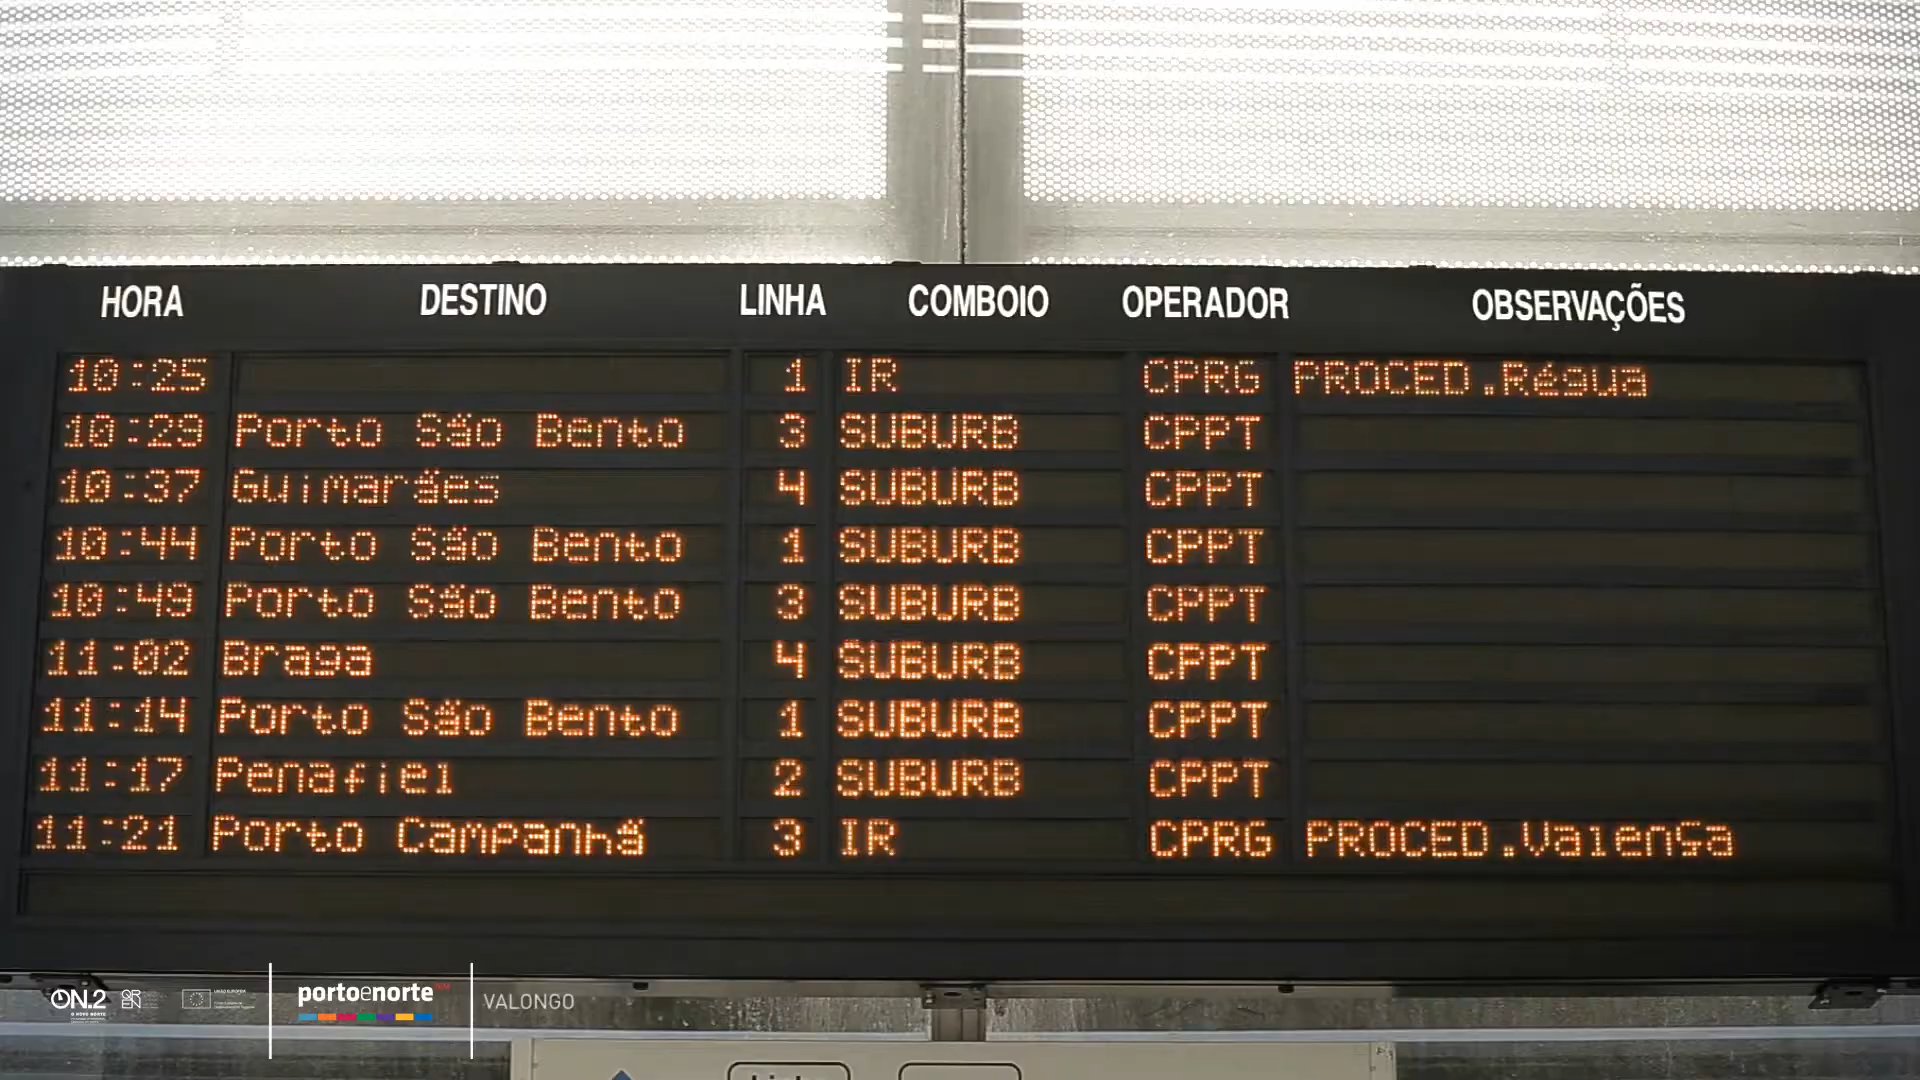 HORA DESTINO LINHA COMBOIO OPERADOR OBSERVAÇÕES
10:25 1 IR CPRG PROCED.Régua
10:29 Porto São Bento 3 SUBURB CPPT
10:37 Guimarães 4 SUBURB CPPT
10:44 Porto São Bento 1 SUBURB CPPT
10:49 Porto São Bento 3 SUBURB CPPT
11:02 Braga 4 SUBURB CPPT
11:14 Porto São Bento 1 SUBURB CPPT
11:17 Penafiel 2 SUBURB CPPT
11:21 Porto Campanhã 3 IR CPRG PROCED.Valença
ON.2 QREN portoenorte VALONGO
O NOVO NORTE